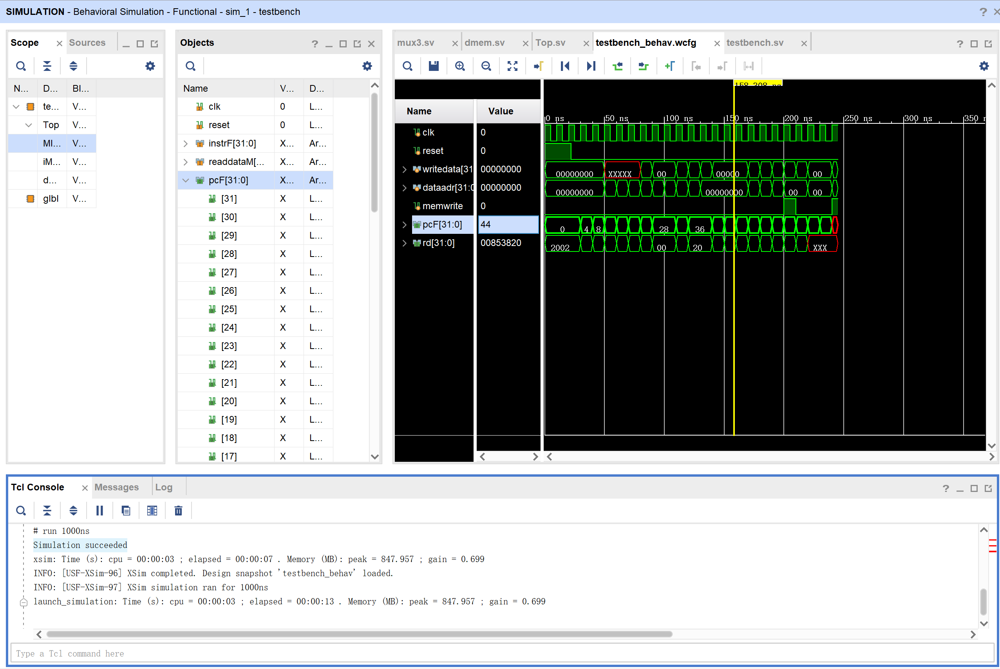 SIMULATION - Behavioral Simulation - Functional - sim_1 - testbench
Scope
Sources
N... D... Bl...
te... V...
Top V...
MI... V...
iM... V...
d... V...
glbl V...
Objects
Name V... D...
clk 0 L...
reset 0 L...
instrF[31:0] X... Ar...
readdataM[... X... Ar...
pcF[31:0] X... Ar...
[31] X L...
[30] X L...
[29] X L...
[28] X L...
[27] X L...
[26] X L...
[25] X L...
[24] X L...
[23] X L...
[22] X L...
[21] X L...
[20] X L...
[19] X L...
[18] X L...
[17] X L...
mux3.sv
dmem.sv
Top.sv
testbench_behav.wcfg
testbench.sv
158.308 ns
Name Value
0 ns 50 ns 100 ns 150 ns 200 ns 250 ns 300 ns 350
clk 0
reset 0
writedata[31 00000000 00000000 XXXXX 00 00000 00
dataadr[31:0 00000000 00000000 00000000 00 00
memwrite 0
pcF[31:0] 44 0 4 8 28 36
rd[31:0] 00853820 2002 00 20 XXX
Tcl Console
Messages
Log
# run 1000ns
Simulation succeeded
xsim: Time (s): cpu = 00:00:03 ; elapsed = 00:00:07 . Memory (MB): peak = 847.957 ; gain = 0.699
INFO: [USF-XSim-96] XSim completed. Design snapshot 'testbench_behav' loaded.
INFO: [USF-XSim-97] XSim simulation ran for 1000ns
launch_simulation: Time (s): cpu = 00:00:03 ; elapsed = 00:00:13 . Memory (MB): peak = 847.957 ; gain = 0.699
Type a Tcl command here